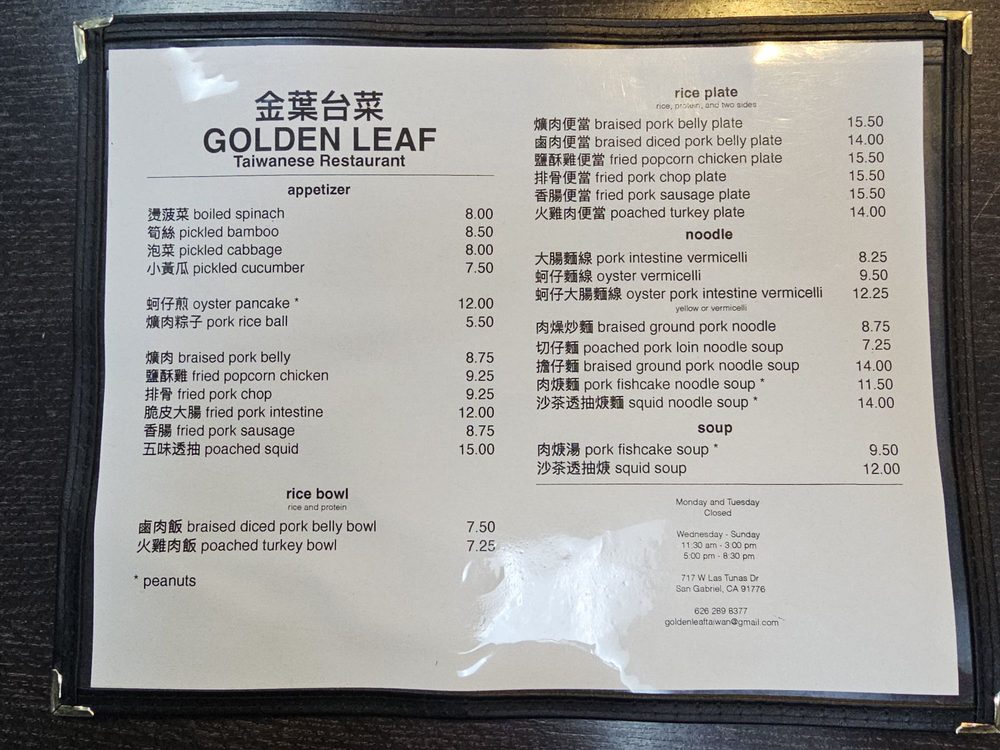 金葉台菜
GOLDEN LEAF
Taiwanese Restaurant
appetizer
燙菠菜 boiled spinach 8.00
筍絲 pickled bamboo 8.50
泡菜 pickled cabbage 8.00
小黃瓜 pickled cucumber 7.50
蚵仔煎 oyster pancake * 12.00
爌肉粽子 pork rice ball 5.50
爌肉 braised pork belly 8.75
鹽酥雞 fried popcorn chicken 9.25
排骨 fried pork chop 9.25
脆皮大腸 fried pork intestine 12.00
香腸 fried pork sausage 8.75
五味透抽 poached squid 15.00
rice bowl
rice and protein
鹵肉飯 braised diced pork belly bowl 7.50
火雞肉飯 poached turkey bowl 7.25
* peanuts
rice plate
rice, protein, and two sides
爌肉便當 braised pork belly plate 15.50
鹵肉便當 braised diced pork belly plate 14.00
鹽酥雞便當 fried popcorn chicken plate 15.50
排骨便當 fried pork chop plate 15.50
香腸便當 fried pork sausage plate 15.50
火雞肉便當 poached turkey plate 14.00
noodle
大腸麵線 pork intestine vermicelli 8.25
蚵仔麵線 oyster vermicelli 9.50
蚵仔大腸麵線 oyster pork intestine vermicelli 12.25
yellow or vermicelli
肉燥炒麵 braised ground pork noodle 8.75
切仔麵 poached pork loin noodle soup 7.25
擔仔麵 braised ground pork noodle soup 14.00
肉焿麵 pork fishcake noodle soup * 11.50
沙茶透抽焿麵 squid noodle soup * 14.00
soup
肉焿湯 pork fishcake soup * 9.50
沙茶透抽焿 squid soup 12.00
Monday and Tuesday
Closed
Wednesday - Sunday
11:30 am - 3:00 pm
5:00 pm - 8:30 pm
717 W Las Tunas Dr
San Gabriel, CA 91776
626 289 8377
goldenleaftaiwan@gmail.com